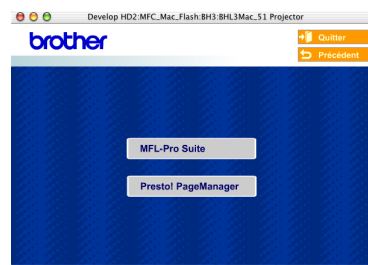 Develop HD2:MFC_Mac_Flash:BH3:BHL3Mac_51 Projector
brother
Quitter
Précédent
MFL-Pro Suite
Presto! PageManager